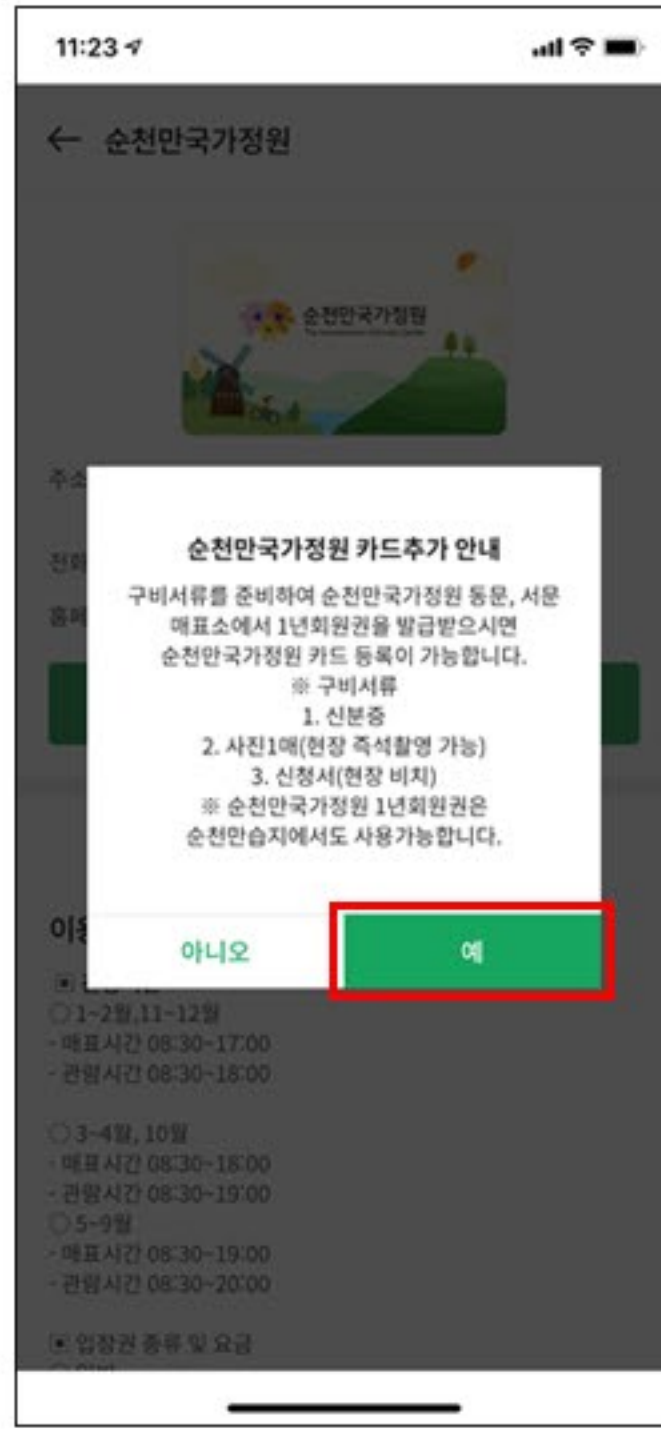 11:23
순천만국가정원
순천만국가정원
주소
전화
홈페
순천만국가정원 카드추가 안내
구비서류를 준비하여 순천만국가정원 동문, 서문
매표소에서 1년회원권을 발급받으시면
순천만국가정원 카드 등록이 가능합니다.
※ 구비서류
1. 신분증
2. 사진1매(현장 즉석촬영 가능)
3. 신청서(현장 비치)
※ 순천만국가정원 1년회원권은
순천만습지에서도 사용가능합니다.
아니오
예
○ 1~2월,11~12월
- 매표시간 08:30~17:00
- 관람시간 08:30~18:00
○ 3~4월, 10월
- 매표시간 08:30~18:00
- 관람시간 08:30~19:00
○ 5~9월
- 매표시간 08:30~19:00
- 관람시간 08:30~20:00
▣ 입장권 종류 및 요금